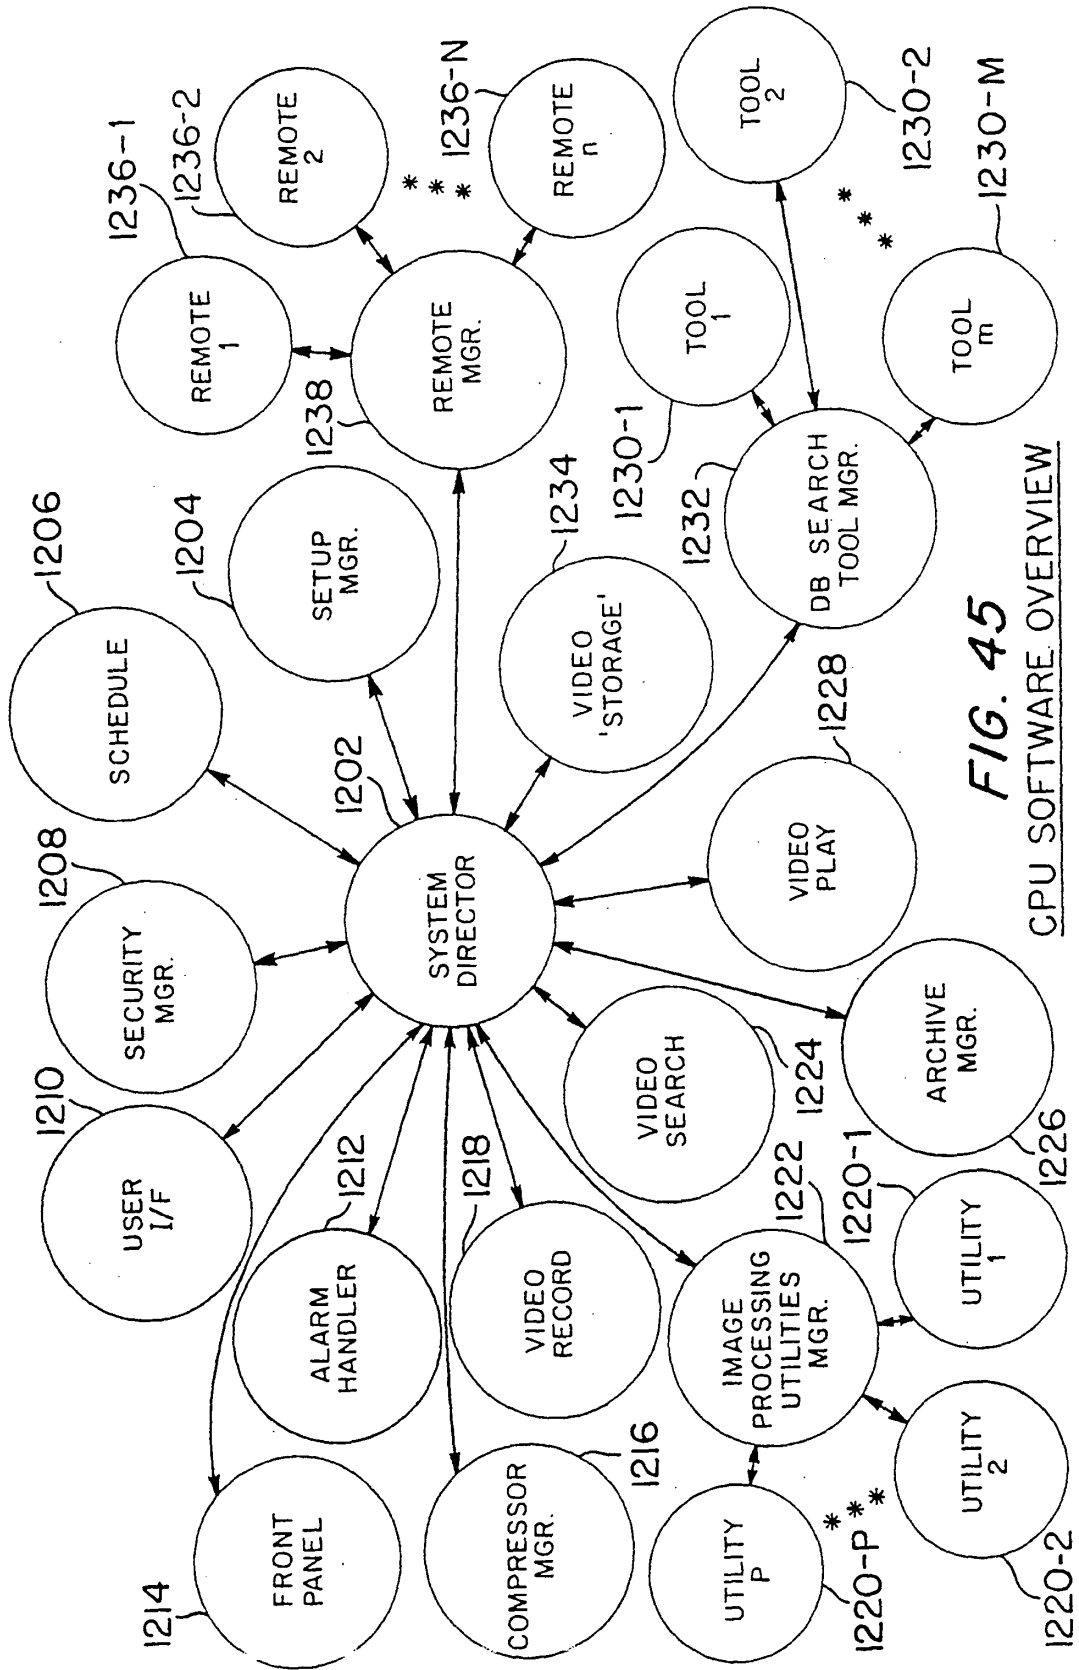 1214
FRONT
PANEL
1210
USER
I/F
1208
SECURITY
MGR.
1206
SCHEDULE
1204
SETUP
MGR.
1236-1
REMOTE
1
1236-2
REMOTE
2
1236-N
REMOTE
n
***
1238
REMOTE
MGR.
1212
ALARM
HANDLER
1202
SYSTEM
DIRECTOR
1216
COMPRESSOR
MGR.
1218
VIDEO
RECORD
1224
VIDEO
SEARCH
1234
VIDEO
'STORAGE'
1228
VIDEO
PLAY
1230-1
TOOL
1
1230-2
TOOL
2
***
1230-M
TOOL
m
1232
DB SEARCH
TOOL MGR.
1222
IMAGE
PROCESSING
UTILITIES
MGR.
1226
ARCHIVE
MGR.
1220-P
UTILITY
P
***
1220-2
UTILITY
2
1220-1
UTILITY
1
FIG. 45
CPU SOFTWARE OVERVIEW